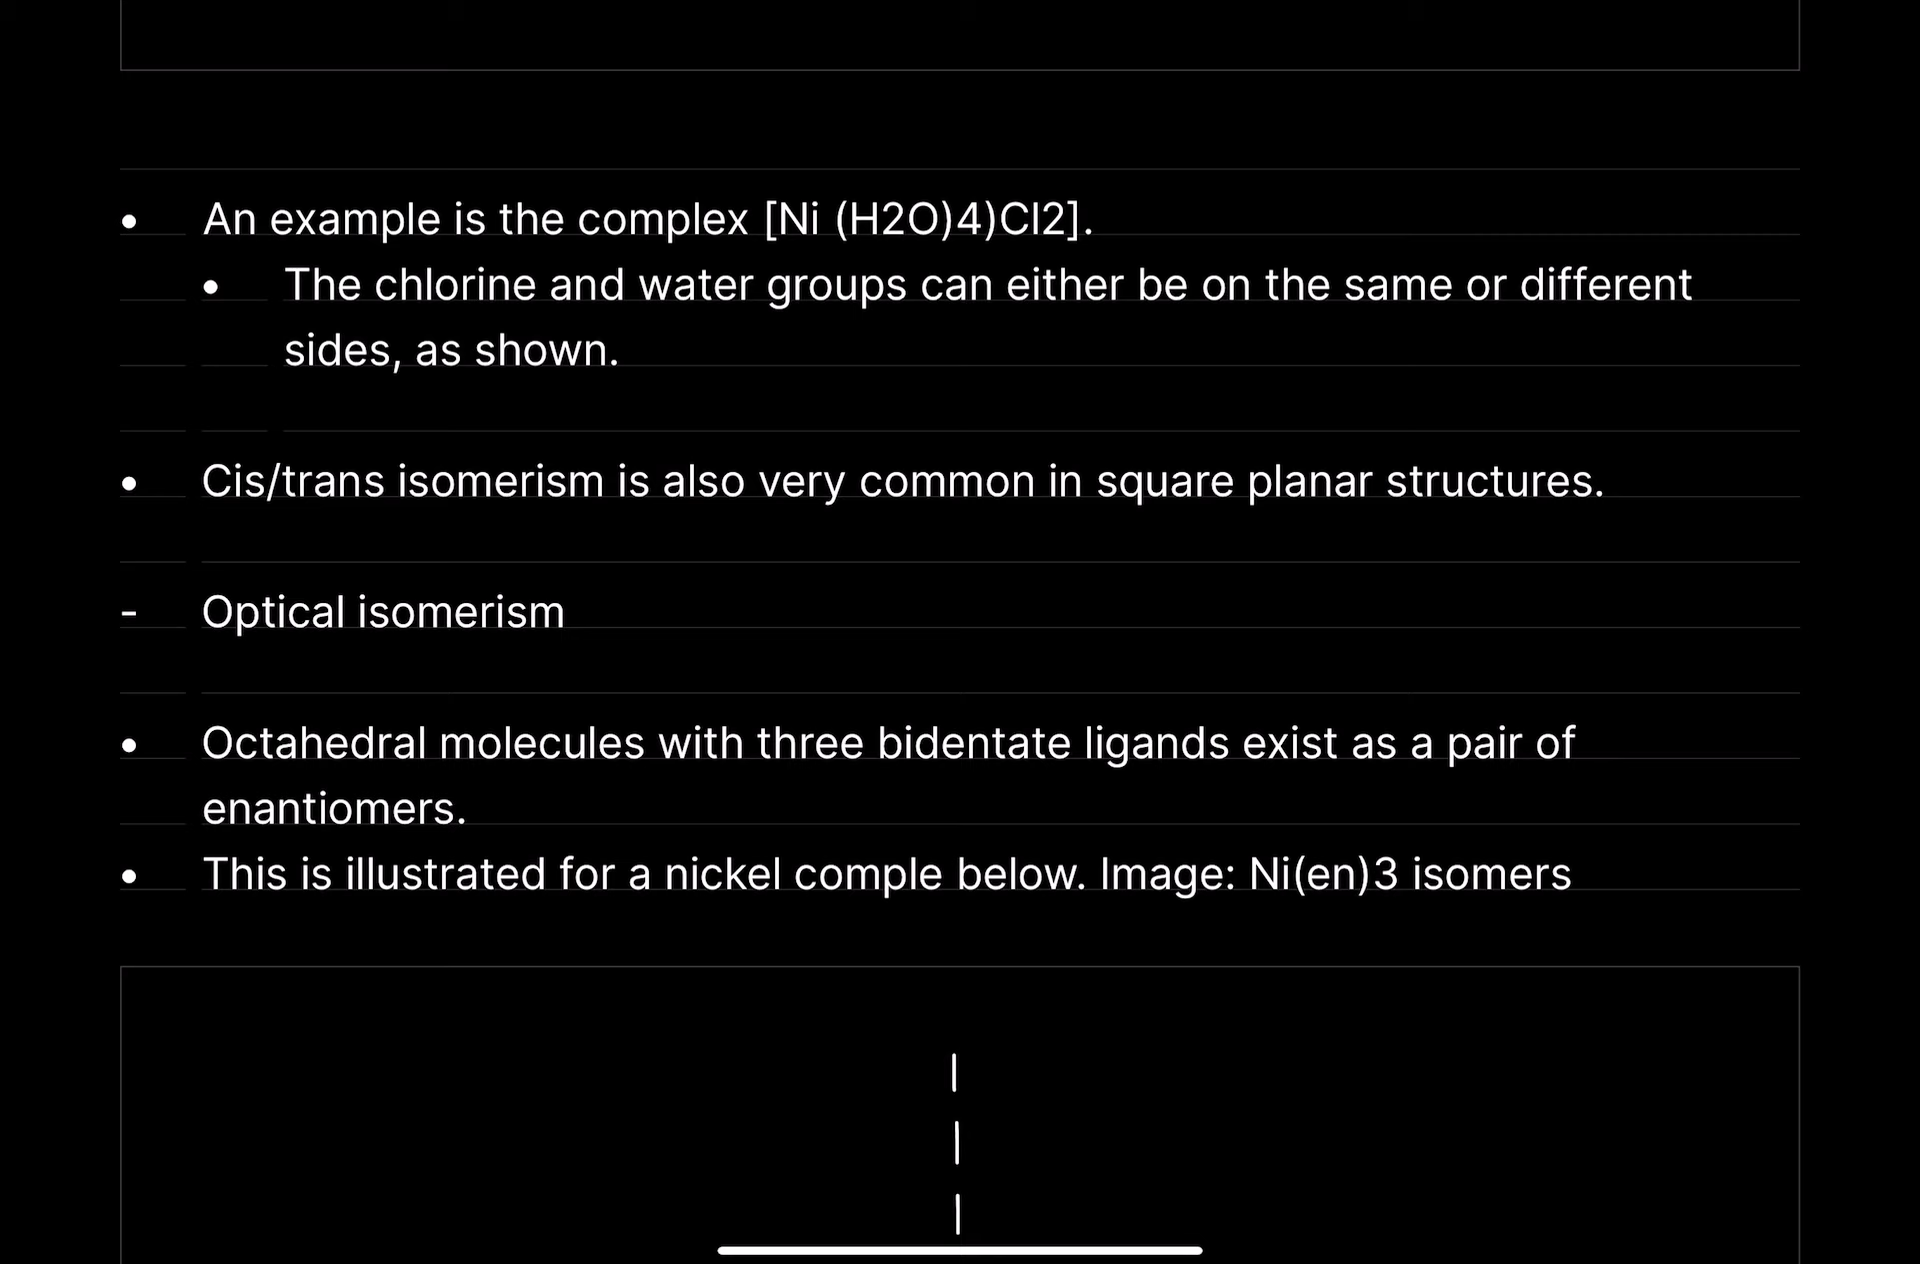 • An example is the complex [Ni (H2O)4)Cl2].
• The chlorine and water groups can either be on the same or different
sides, as shown.
• Cis/trans isomerism is also very common in square planar structures.
- Optical isomerism
• Octahedral molecules with three bidentate ligands exist as a pair of
enantiomers.
• This is illustrated for a nickel comple below. Image: Ni(en)3 isomers